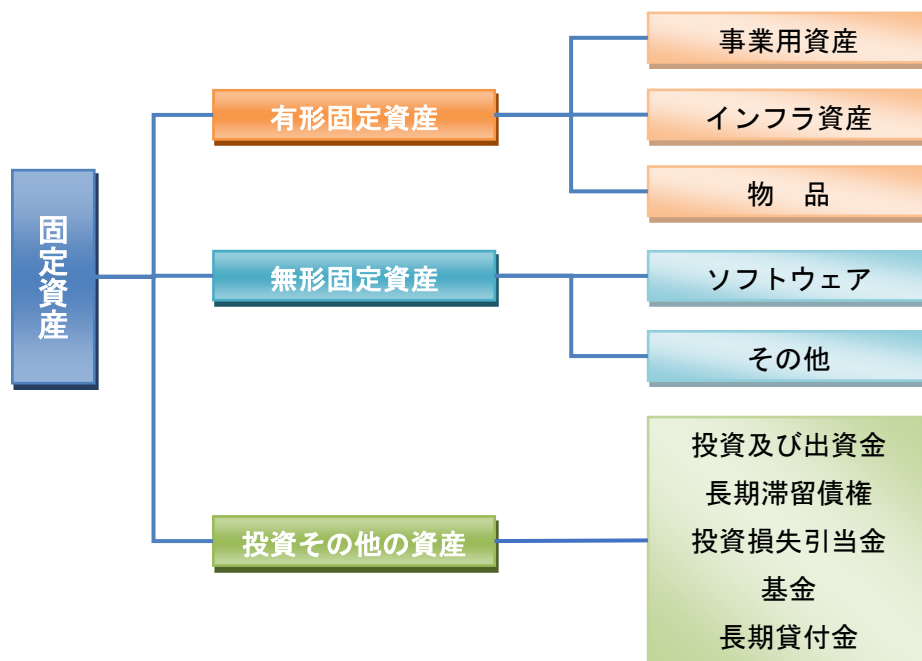 固定資産
有形固定資産
事業用資産
インフラ資産
物　品
無形固定資産
ソフトウェア
その他
投資その他の資産
投資及び出資金
長期滞留債権
投資損失引当金
基金
長期貸付金